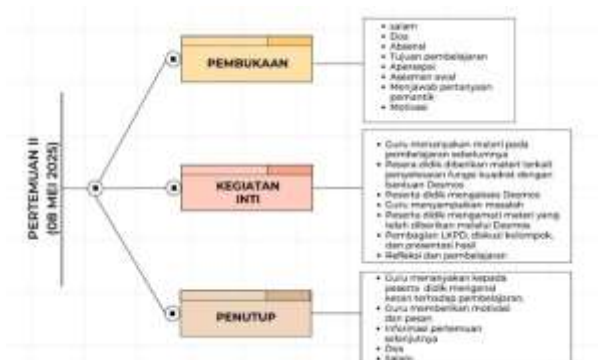 PERTEMUAN II
(08 MEI 2025)
PEMBUKAAN
• salam
• Doa
• Absensi
• Tujuan pembelajaran
• Apersepsi
• Asesmen awal
• Menjawab pertanyaan
pemantik
• Motivasi
KEGIATAN
INTI
• Guru menanyakan materi pada
pembelajaran sebelumnya
• Pesera didik diberikan materi terkait
penyelesaian fungsi kuadrat dengan
bantuan Desmos
• Peserta didik mengakses Desmos
• Guru menyampaikan masalah
• Peserta didik mengamati materi yang
telah diberikan melalui Desmos
• Pembagian LKPD, diskusi kelompok,
dan presentasi hasil
• Refleksi dan pembelajaran
PENUTUP
• Guru menanyakan kepada
peserta didik mengenai
kesan terhadap pembelajaran.
• Guru memberikan motivasi
dan pesan
• Informasi pertemuan
selanjutnya
• Doa
• Salam